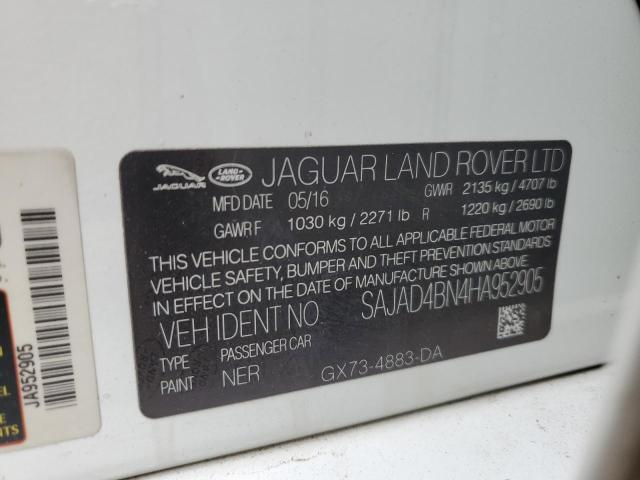 JAGUAR
LAND
ROVER
JAGUAR LAND ROVER LTD
MFD DATE 05/16 GVWR 2135 kg / 4707 lb
GAWR F 1030 kg / 2271 lb R 1220 kg / 2690 lb
THIS VEHICLE CONFORMS TO ALL APPLICABLE FEDERAL MOTOR
VEHICLE SAFETY, BUMPER AND THEFT PREVENTION STANDARDS
IN EFFECT ON THE DATE OF MANUFACTURE SHOWN ABOVE.
VEH IDENT NO. SAJAD4BN4HA952905
TYPE PASSENGER CAR
PAINT NER GX73-4883-DA
JA952905